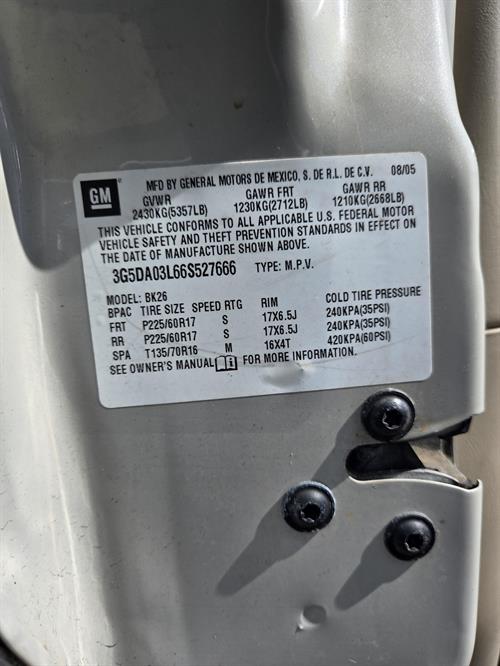 GM
MFD BY GENERAL MOTORS DE MEXICO, S. DE R.L. DE C.V. 08/05
GVWR GAWR FRT GAWR RR
2430KG(5357LB) 1230KG(2712LB) 1210KG(2668LB)
THIS VEHICLE CONFORMS TO ALL APPLICABLE U.S. FEDERAL MOTOR
VEHICLE SAFETY AND THEFT PREVENTION STANDARDS IN EFFECT ON
THE DATE OF MANUFACTURE SHOWN ABOVE.
3G5DA03L66S527666 TYPE: M.P.V.
MODEL: BK26
BPAC TIRE SIZE SPEED RTG RIM COLD TIRE PRESSURE
FRT P225/60R17 S 17X6.5J 240KPA(35PSI)
RR P225/60R17 S 17X6.5J 240KPA(35PSI)
SPA T135/70R16 M 16X4T 420KPA(60PSI)
SEE OWNER'S MANUAL FOR MORE INFORMATION.